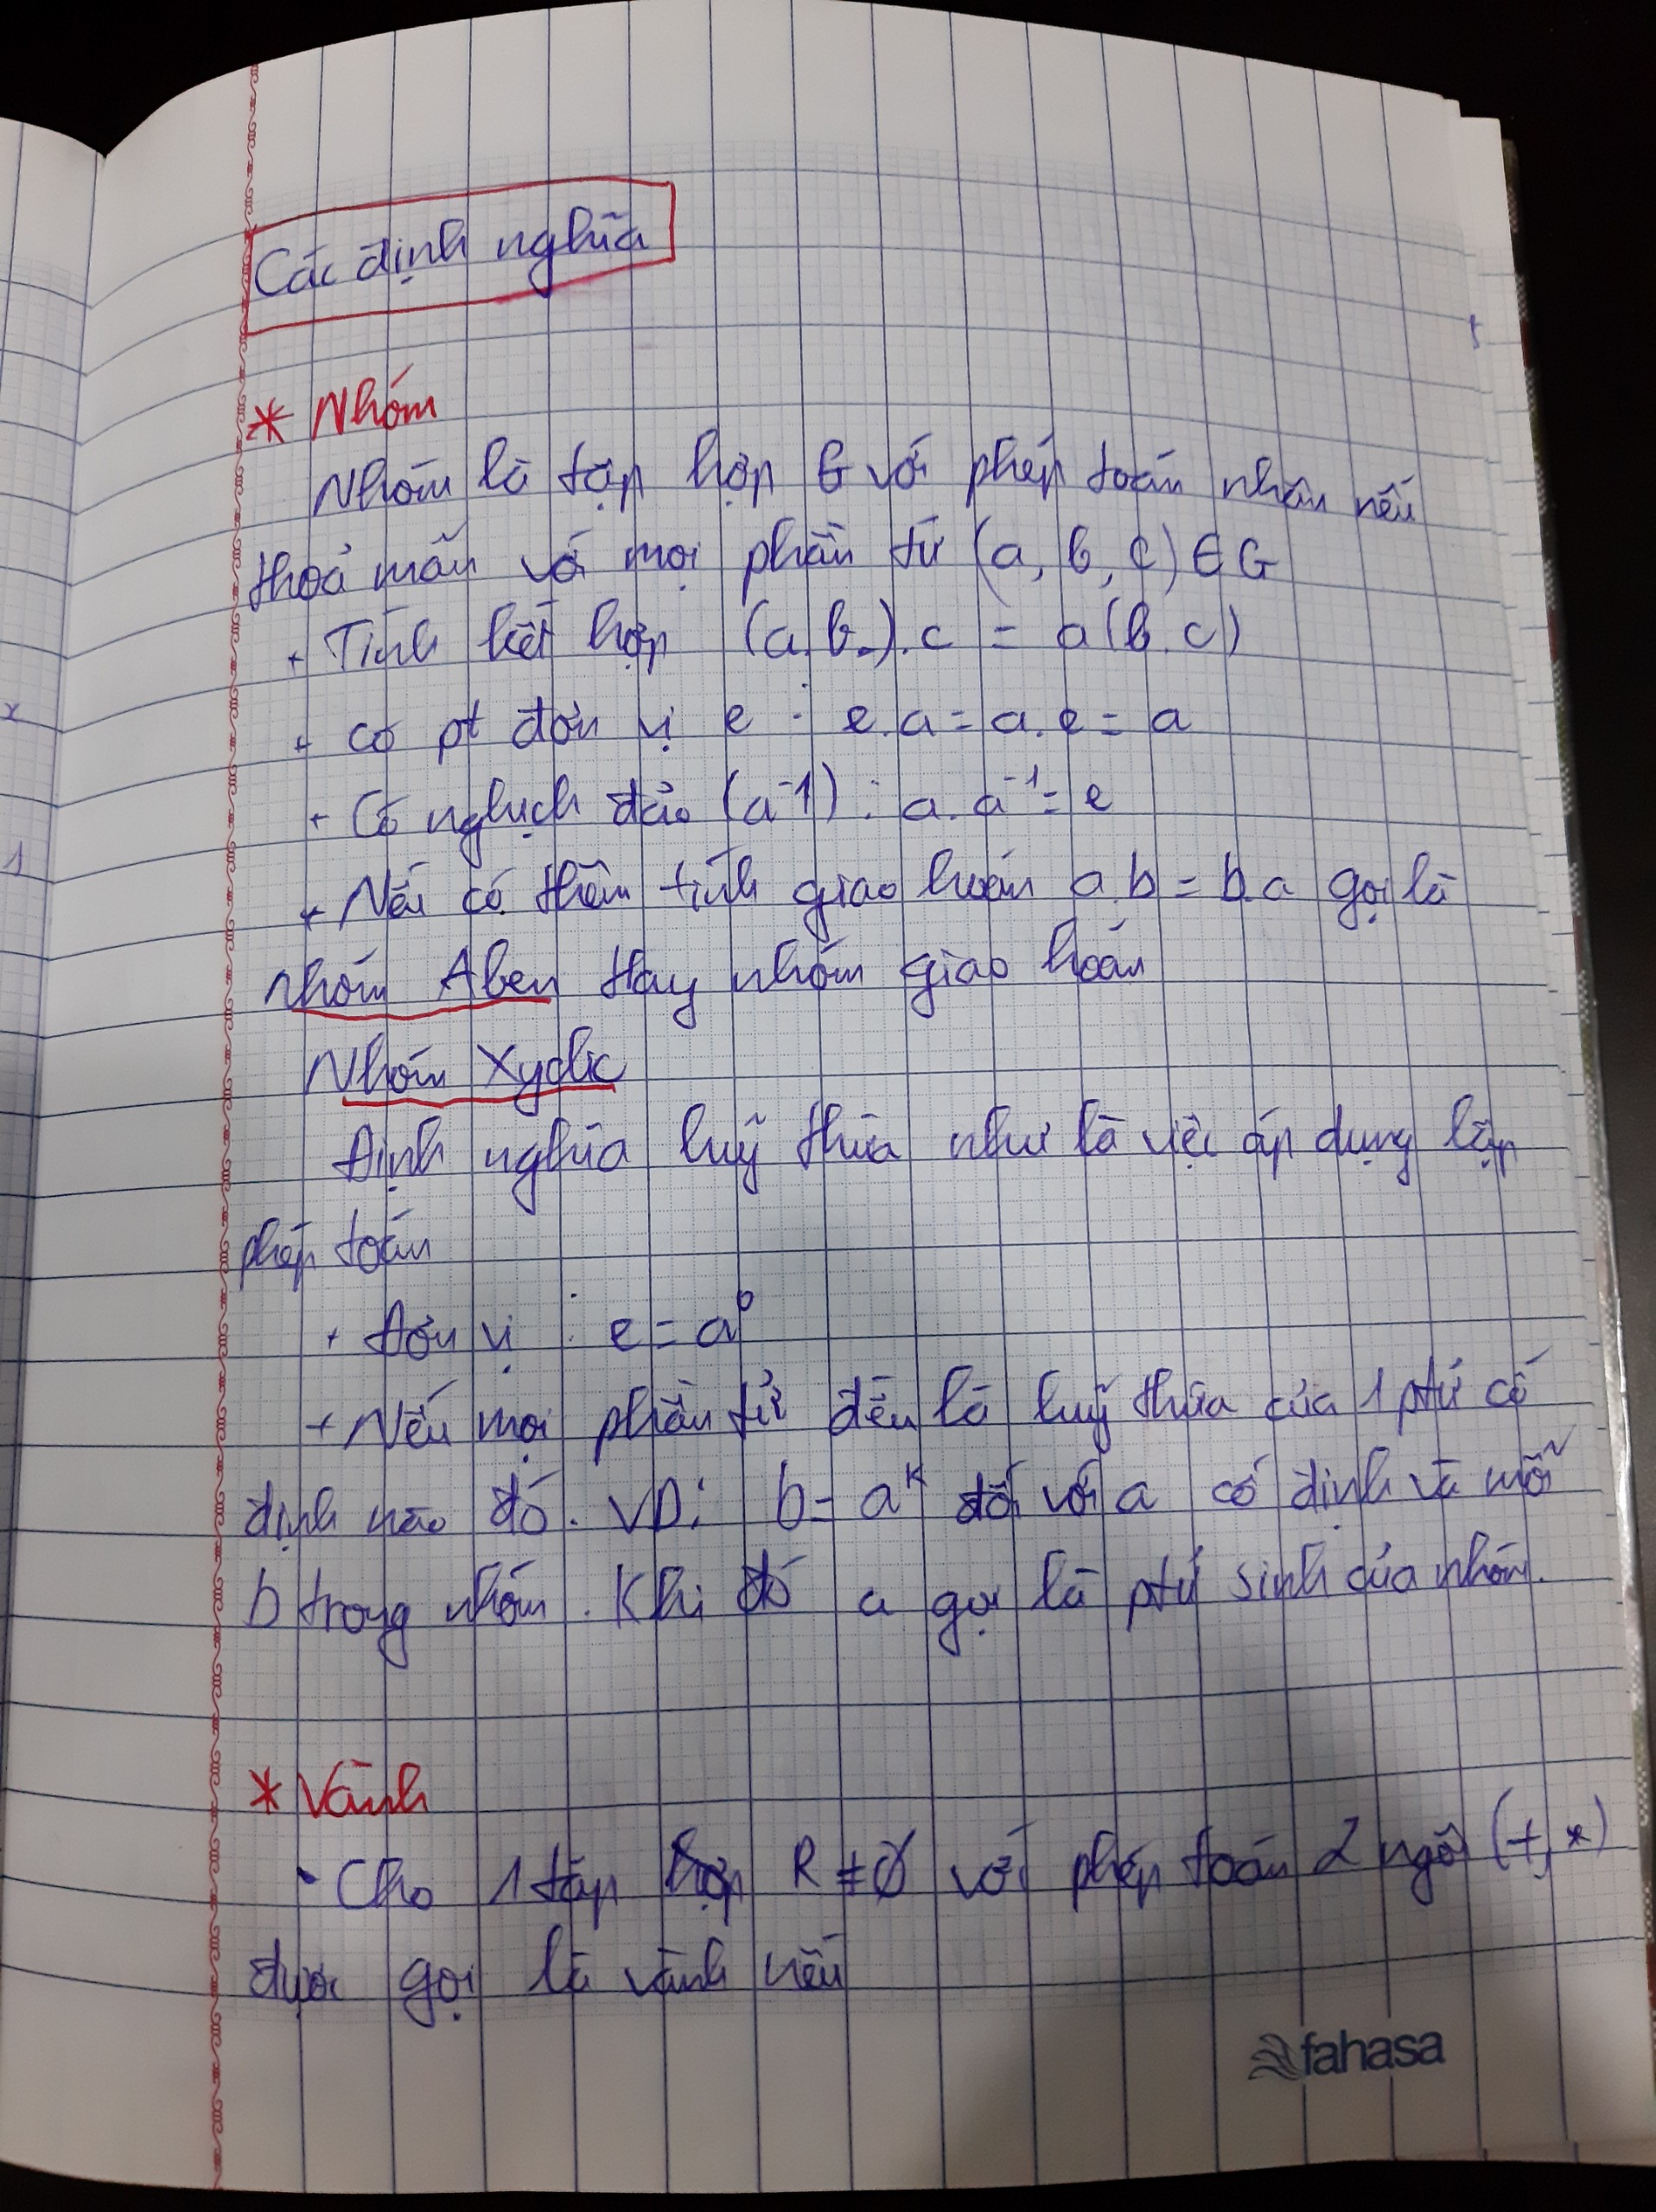 Các định nghĩa
* Nhóm
Nhóm là tập hợp G với phép toán nhân nếu
thoả mãn với mọi phần tử (a, b, c) ∈ G
+ Tính kết hợp (a.b.).c = a(b.c)
+ Có pt đơn vị e : e.a = a.e = a
+ Có nghịch đảo (a⁻¹) : a.a⁻¹ = e
+ Nếu có thêm tính giao hoán a.b = b.a gọi là
nhóm Aben hay nhóm giao hoán
Nhóm Xyclic
Định nghĩa luỹ thừa như là việc áp dụng lặp
phép toán
+ Đơn vị : e = a⁰
+ Nếu mọi phần tử đều là luỹ thừa của 1 ptử cố
định nào đó. VD: b = aᴷ đối với a cố định và mỗi
b trong nhóm. Khi đó a gọi là ptử sinh của nhóm.
* Vành
• Cho 1 tập hợp R ≠ Ø với phép toán 2 ngôi (+, *)
được gọi là vành nếu
fahasa